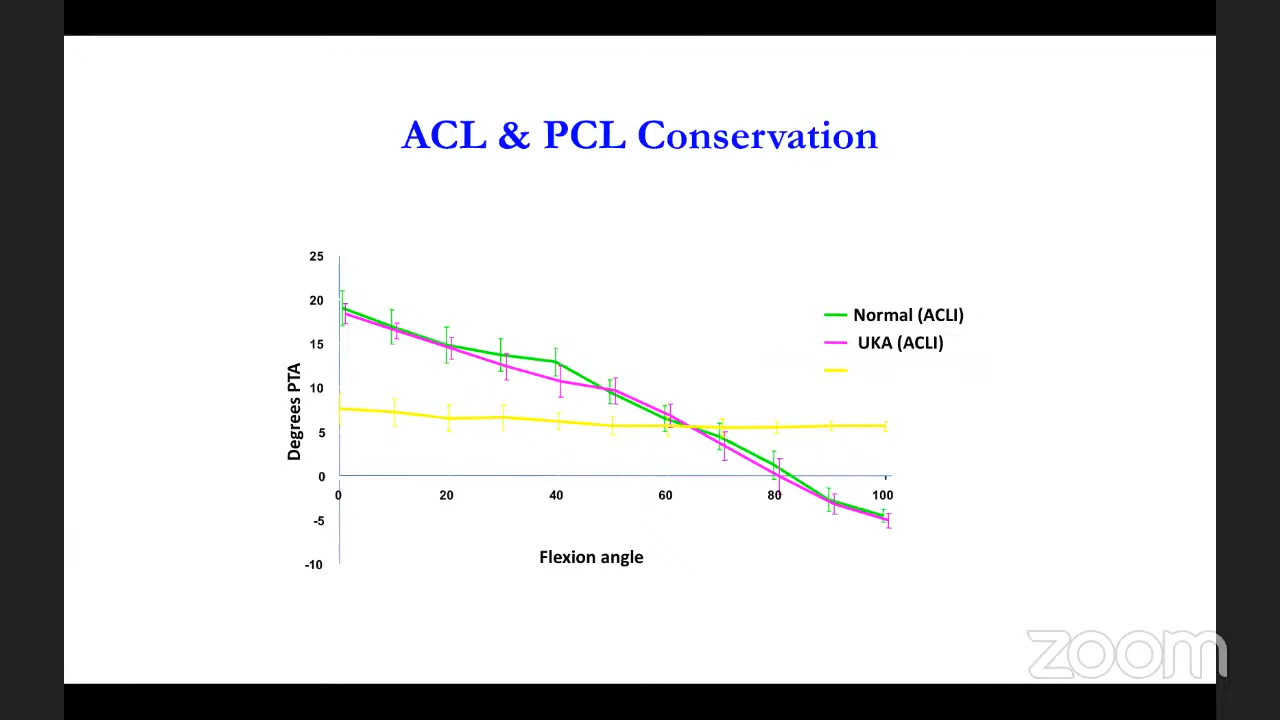 ACL & PCL Conservation
25
20
15
10
5
0
-5
-10
Degrees PTA
0 20 40 60 80 100
Flexion angle
Normal (ACLI)
UKA (ACLI)
zoom